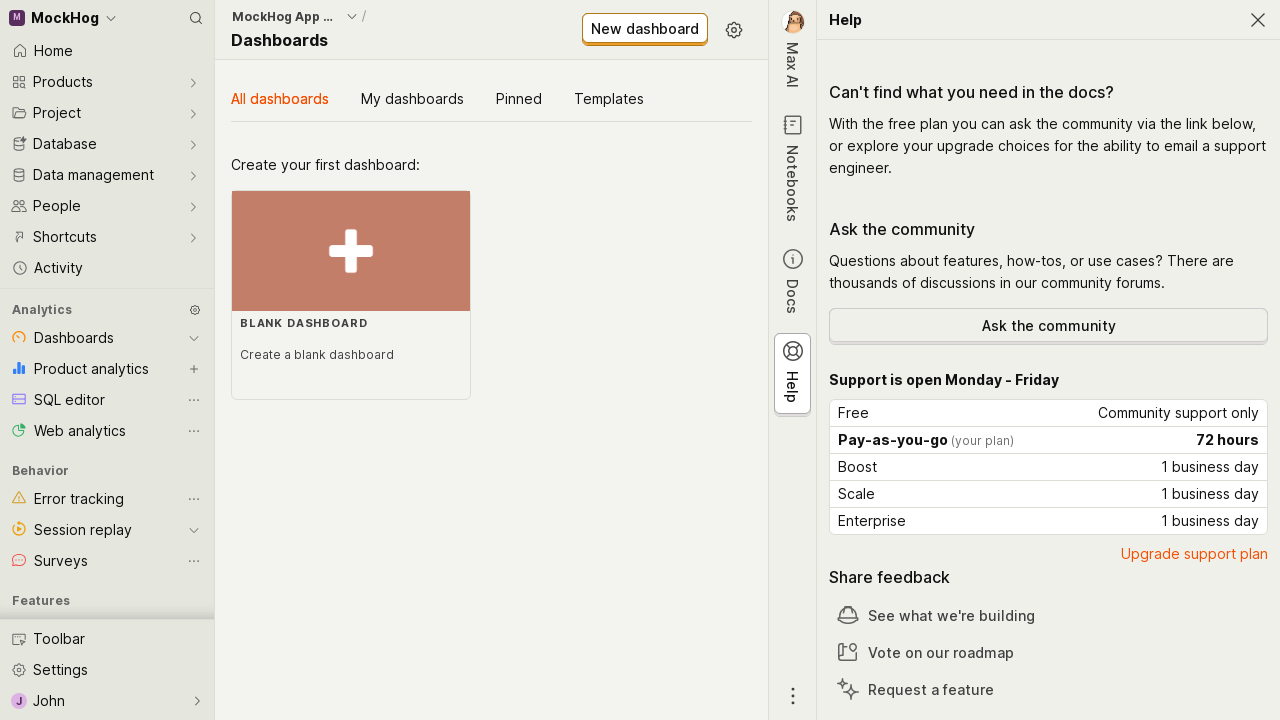 M MockHog
Home
Products
Project
Database
Data management
People
Shortcuts
Activity
Analytics
Dashboards
Product analytics
SQL editor
Web analytics
Behavior
Error tracking
Session replay
Surveys
Features
Toolbar
Settings
J John
MockHog App ... /
Dashboards
New dashboard
All dashboards My dashboards Pinned Templates
Create your first dashboard:
BLANK DASHBOARD
Create a blank dashboard
Max AI
Notebooks
Docs
Help
Help
Can't find what you need in the docs?
With the free plan you can ask the community via the link below,
or explore your upgrade choices for the ability to email a support
engineer.
Ask the community
Questions about features, how-tos, or use cases? There are
thousands of discussions in our community forums.
Ask the community
Support is open Monday - Friday
Free Community support only
Pay-as-you-go (your plan) 72 hours
Boost 1 business day
Scale 1 business day
Enterprise 1 business day
Upgrade support plan
Share feedback
See what we're building
Vote on our roadmap
Request a feature